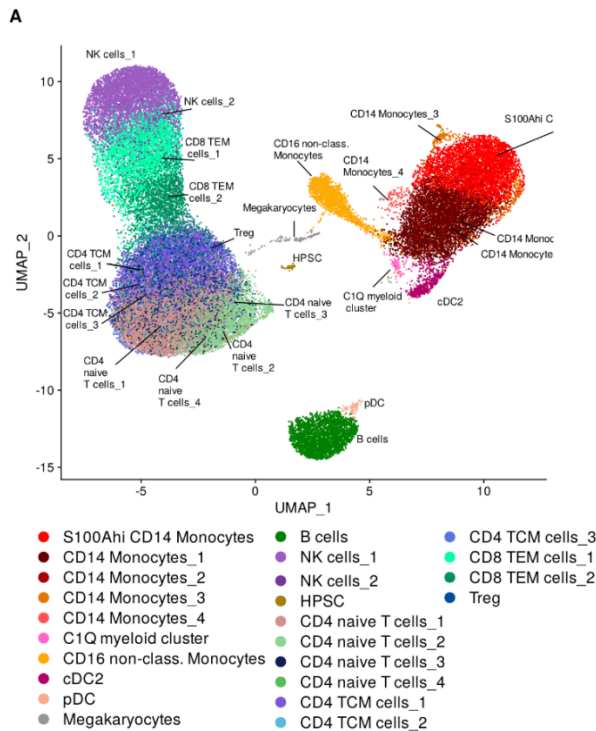 A
NK cells_1
NK cells_2
CD8 TEM
cells_1
CD8 TEM
cells_2
Treg
CD4 TCM
cells_1
CD4 TCM
cells_2
CD4 TCM
cells_3
CD4
naive
T cells_1
CD4
naive
T cells_4
CD4
naive
T cells_2
CD4 naive
T cells_3
Megakaryocytes
HPSC
CD16 non-class.
Monocytes
CD14 Monocytes_3
S100Ahi C
CD14
Monocytes_4
CD14 Monoc
CD14 Monocyte
C1Q myeloid
cluster
cDC2
pDC
B cells
10
5
0
-5
-10
-15
UMAP_2
-5
0
5
10
UMAP_1
S100Ahi CD14 Monocytes
CD14 Monocytes_1
CD14 Monocytes_2
CD14 Monocytes_3
CD14 Monocytes_4
C1Q myeloid cluster
CD16 non-class. Monocytes
cDC2
pDC
Megakaryocytes
B cells
NK cells_1
NK cells_2
HPSC
CD4 naive T cells_1
CD4 naive T cells_2
CD4 naive T cells_3
CD4 naive T cells_4
CD4 TCM cells_1
CD4 TCM cells_2
CD4 TCM cells_3
CD8 TEM cells_1
CD8 TEM cells_2
Treg